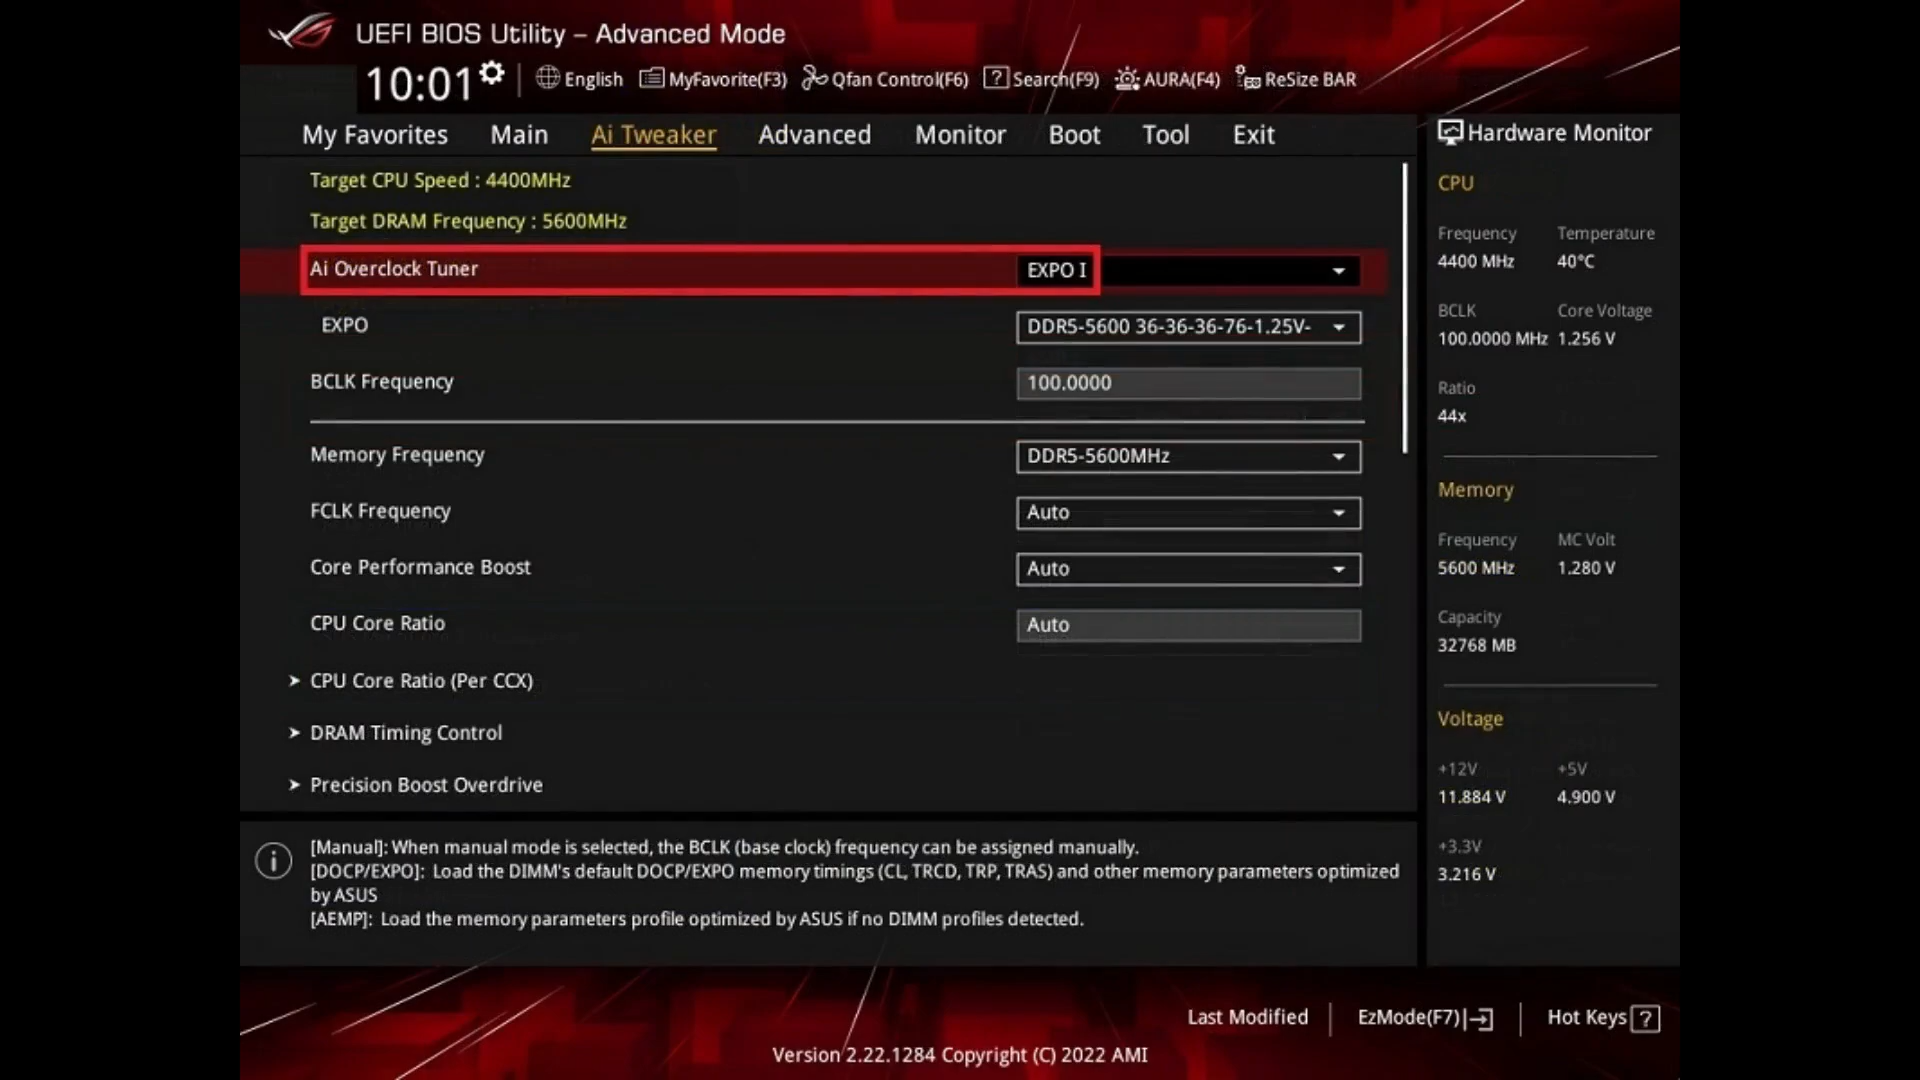 UEFI BIOS Utility – Advanced Mode
10:01 English MyFavorite(F3) Qfan Control(F6) ? Search(F9) AURA(F4) ReSize BAR
My Favorites Main Ai Tweaker Advanced Monitor Boot Tool Exit
Target CPU Speed : 4400MHz
Target DRAM Frequency : 5600MHz
Ai Overclock Tuner EXPO I
EXPO DDR5-5600 36-36-36-76-1.25V-
BCLK Frequency 100.0000
Memory Frequency DDR5-5600MHz
FCLK Frequency Auto
Core Performance Boost Auto
CPU Core Ratio Auto
CPU Core Ratio (Per CCX)
DRAM Timing Control
Precision Boost Overdrive
i [Manual]: When manual mode is selected, the BCLK (base clock) frequency can be assigned manually.
[DOCP/EXPO]: Load the DIMM's default DOCP/EXPO memory timings (CL, TRCD, TRP, TRAS) and other memory parameters optimized
by ASUS
[AEMP]: Load the memory parameters profile optimized by ASUS if no DIMM profiles detected.
Hardware Monitor
CPU
Frequency Temperature
4400 MHz 40°C
BCLK Core Voltage
100.0000 MHz 1.256 V
Ratio
44x
Memory
Frequency MC Volt
5600 MHz 1.280 V
Capacity
32768 MB
Voltage
+12V +5V
11.884 V 4.900 V
+3.3V
3.216 V
Last Modified EzMode(F7) Hot Keys ?
Version 2.22.1284 Copyright (C) 2022 AMI